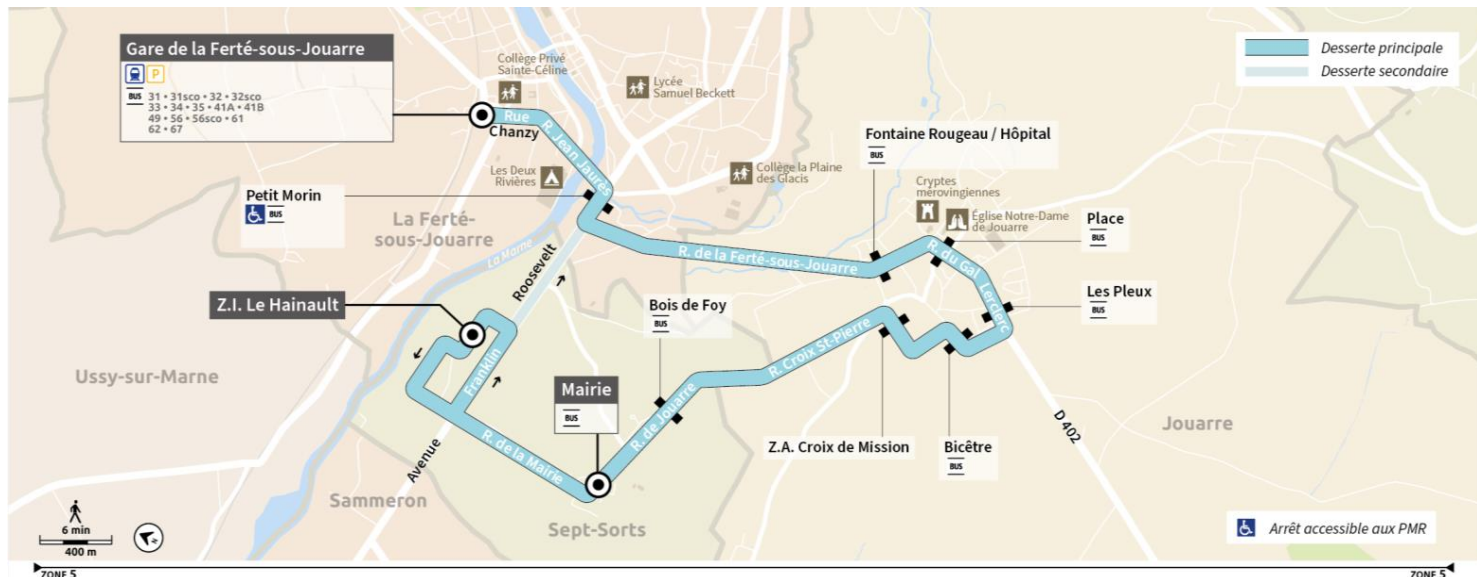 Gare de la Ferté-sous-Jouarre
P
BUS 31 • 31sco • 32 • 32sco
33 • 34 • 35 • 41A • 41B
49 • 56 • 56sco • 61
62 • 67
Collège Privé
Sainte-Céline
Lycée
Samuel Beckett
Desserte principale
Desserte secondaire
Rue
Chanzy
R. Jean Jaurès
Fontaine Rougeau / Hôpital
BUS
Les Deux
Rivières
Collège la Plaine
des Glacis
Petit Morin
BUS
Cryptes
mérovingiennes
Église Notre-Dame
de Jouarre
Place
BUS
La Ferté-
sous-Jouarre
La Marne
R. de la Ferté-sous-Jouarre
R. du Gal
Lerclerc
Les Pleux
BUS
Z.I. Le Hainault
Roosevelt
Franklin
Avenue
Bois de Foy
BUS
R. Croix St-Pierre
Ussy-sur-Marne
Mairie
BUS
R. de Jouarre
R. de la Mairie
Z.A. Croix de Mission
Bicêtre
BUS
D 402
Jouarre
Sammeron
Sept-Sorts
6 min
400 m
N
Arrêt accessible aux PMR
ZONE 5
ZONE 5